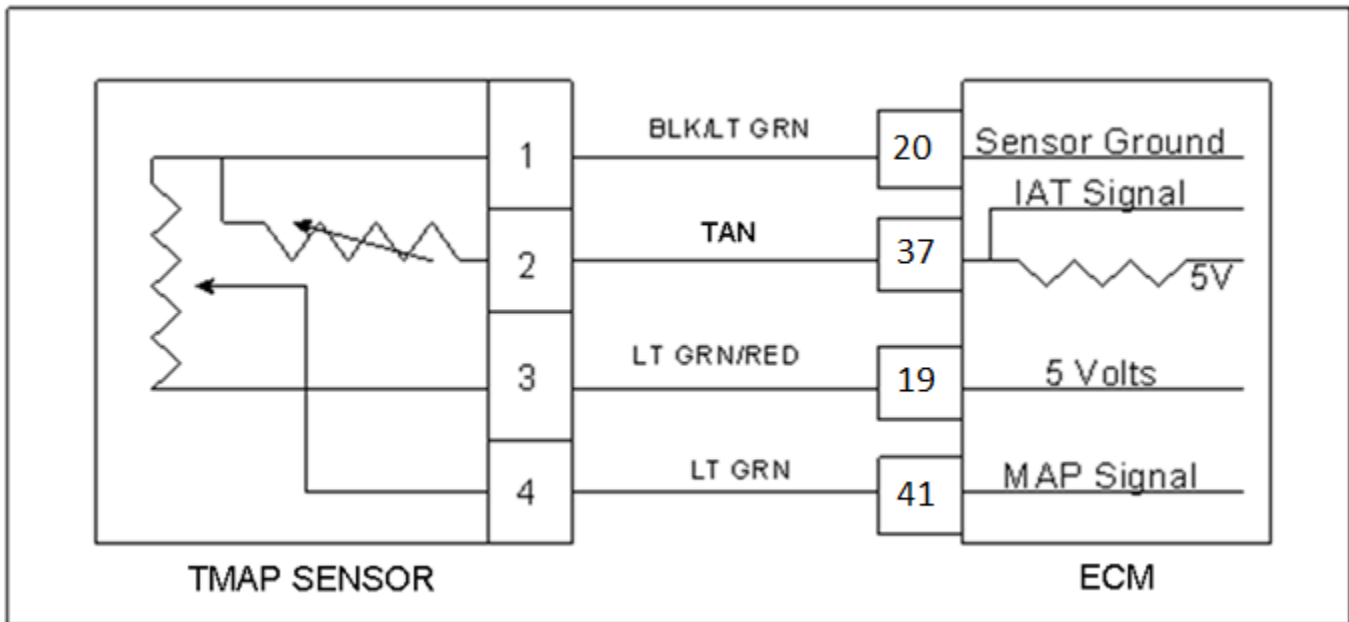 1 BLK/LT GRN 20 Sensor Ground
IAT Signal
2 TAN 37
5V
3 LT GRN/RED 19 5 Volts
4 LT GRN 41 MAP Signal
TMAP SENSOR ECM